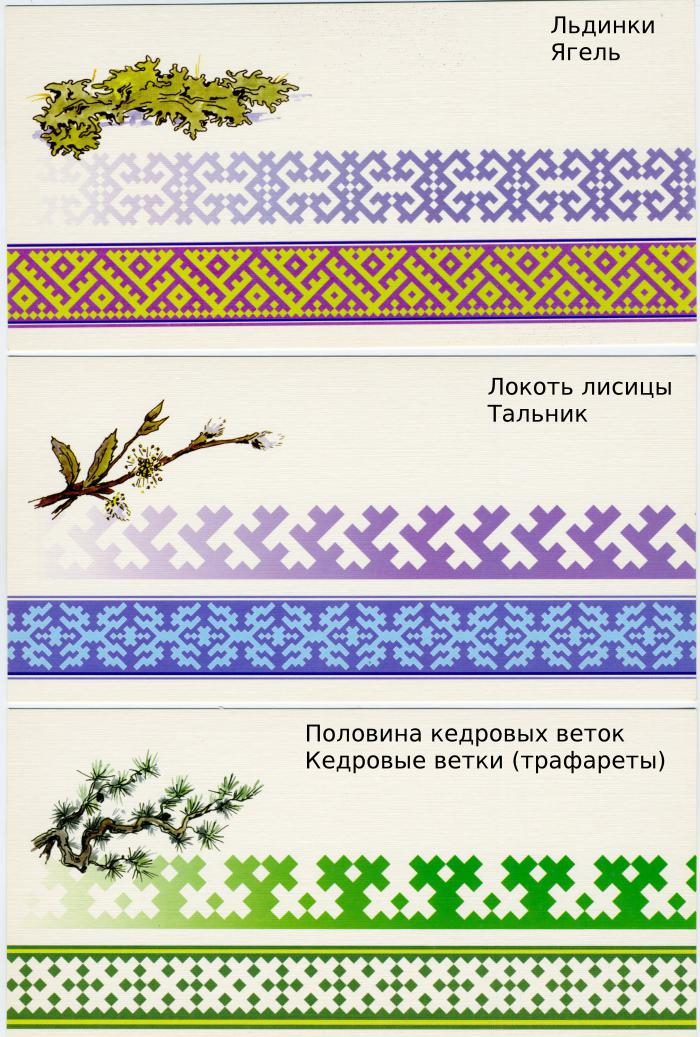 Льдинки
Ягель
Локоть лисицы
Тальник
Половина кедровых веток
Кедровые ветки (трафареты)